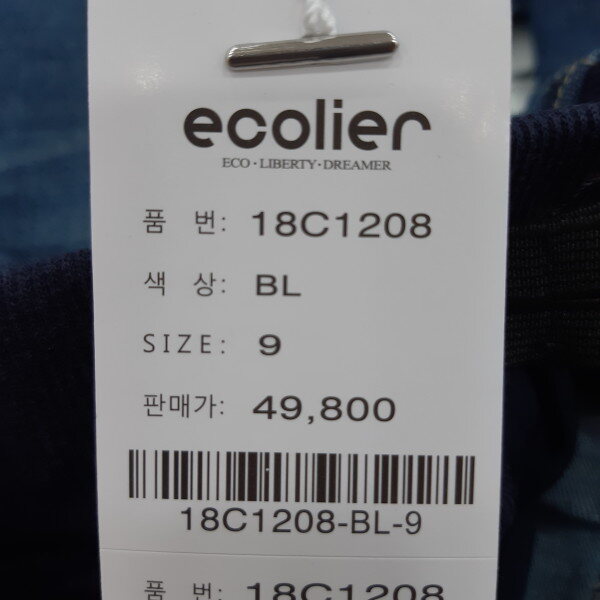 ecolier
ECO·LIBERTY·DREAMER
품 번: 18C1208
색 상: BL
SIZE: 9
판매가: 49,800
18C1208-BL-9
품 번: 18C1208